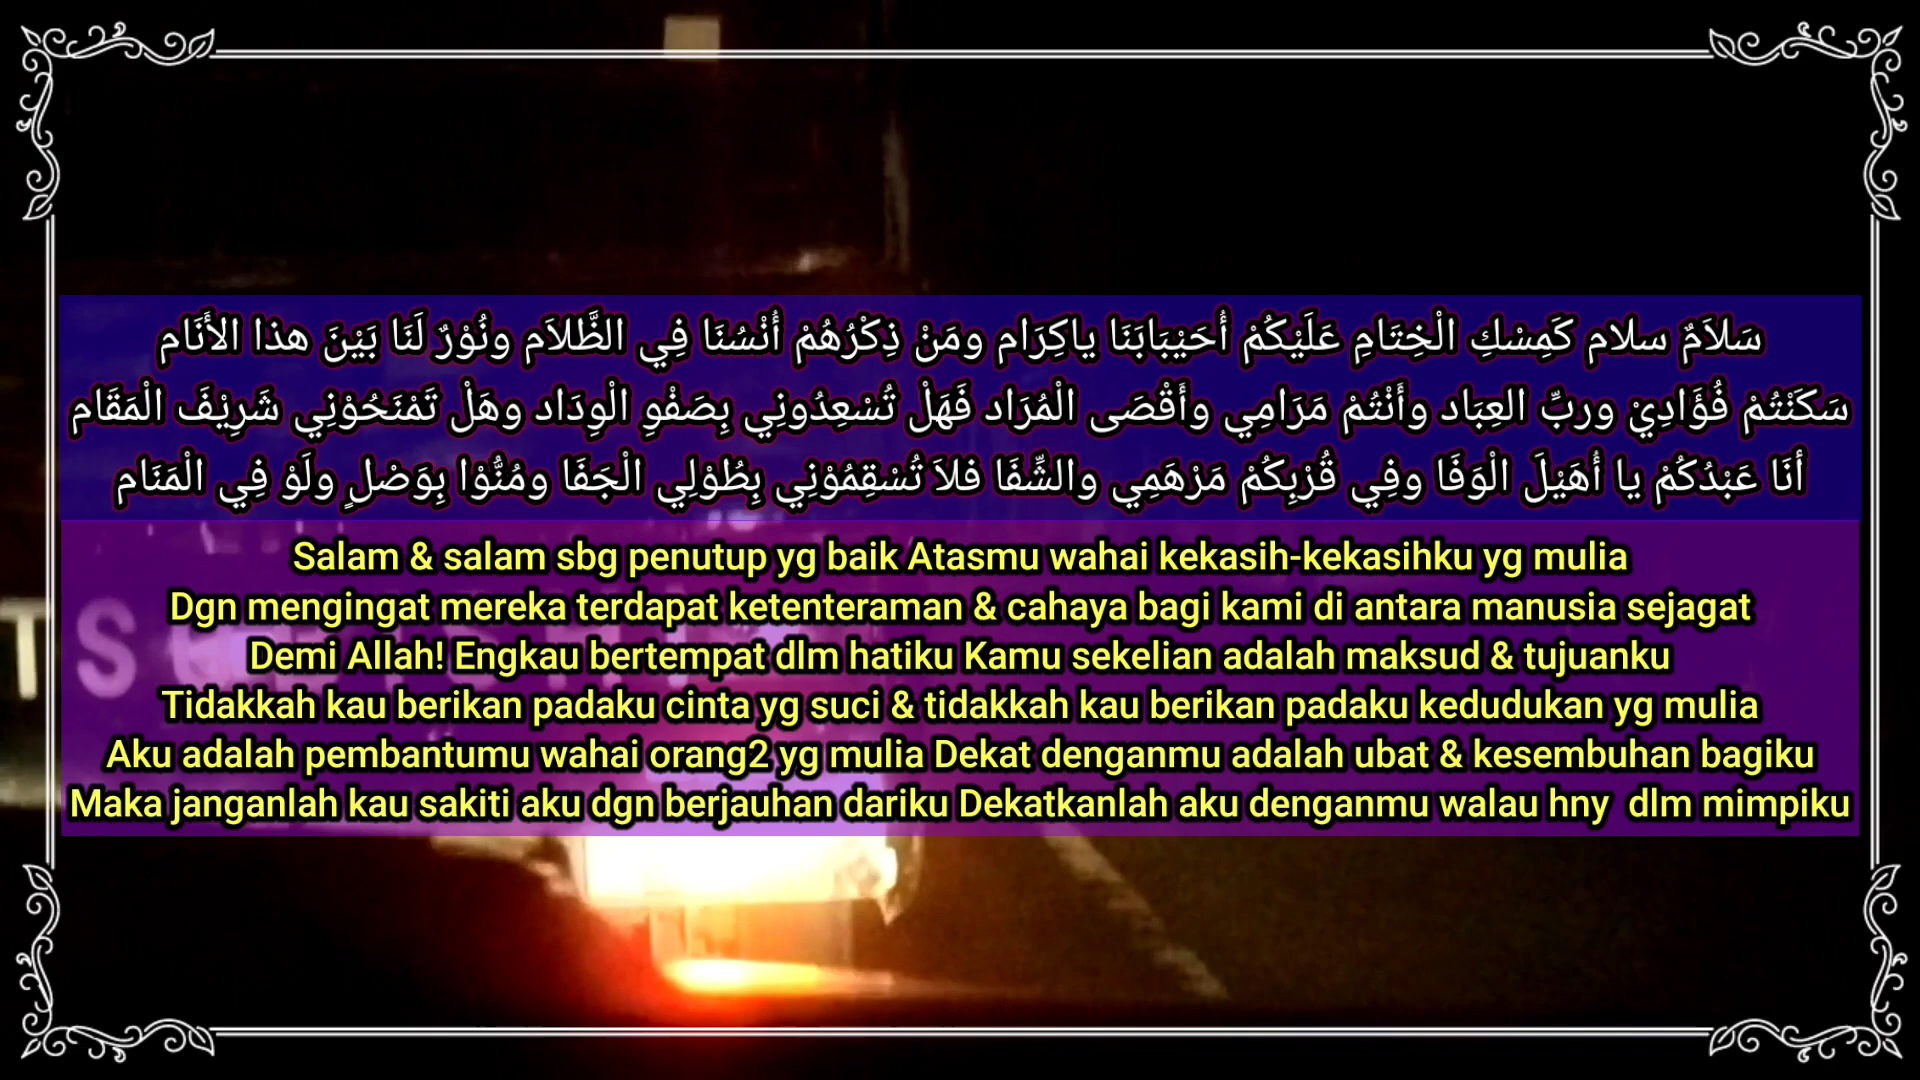 سَلاَمٌ سلام كَمِسْكِ الْخِتَامِ عَلَيْكُمْ أُحَيْبَابَنَا ياكِرَام ومَنْ ذِكْرُهُمْ أُنْسُنَا فِي الظَّلاَم ونُوْرٌ لَنَا بَيْنَ هذا الأَنَام
سَكَنْتُمْ فُؤَادِيْ وربِّ العِبَاد وأَنْتُمْ مَرَامِي وأَقْصَى الْمُرَاد فَهَلْ تُسْعِدُونِي بِصَفْوِ الْوِدَاد وهَلْ تَمْنَحُوْنِي شَرِيْفَ الْمَقَام
أنَا عَبْدُكُمْ يا أُهَيْلَ الْوَفَا وفِي قُرْبِكُمْ مَرْهَمِي والشِّفَا فلاَ تُسْقِمُوْنِي بِطُوْلِي الْجَفَا ومُنُّوْا بِوَصْلٍ ولَوْ فِي الْمَنَام
Salam & salam sbg penutup yg baik Atasmu wahai kekasih-kekasihku yg mulia
Dgn mengingat mereka terdapat ketenteraman & cahaya bagi kami di antara manusia sejagat
Demi Allah! Engkau bertempat dlm hatiku Kamu sekelian adalah maksud & tujuanku
Tidakkah kau berikan padaku cinta yg suci & tidakkah kau berikan padaku kedudukan yg mulia
Aku adalah pembantumu wahai orang2 yg mulia Dekat denganmu adalah ubat & kesembuhan bagiku
Maka janganlah kau sakiti aku dgn berjauhan dariku Dekatkanlah aku denganmu walau hny dlm mimpiku